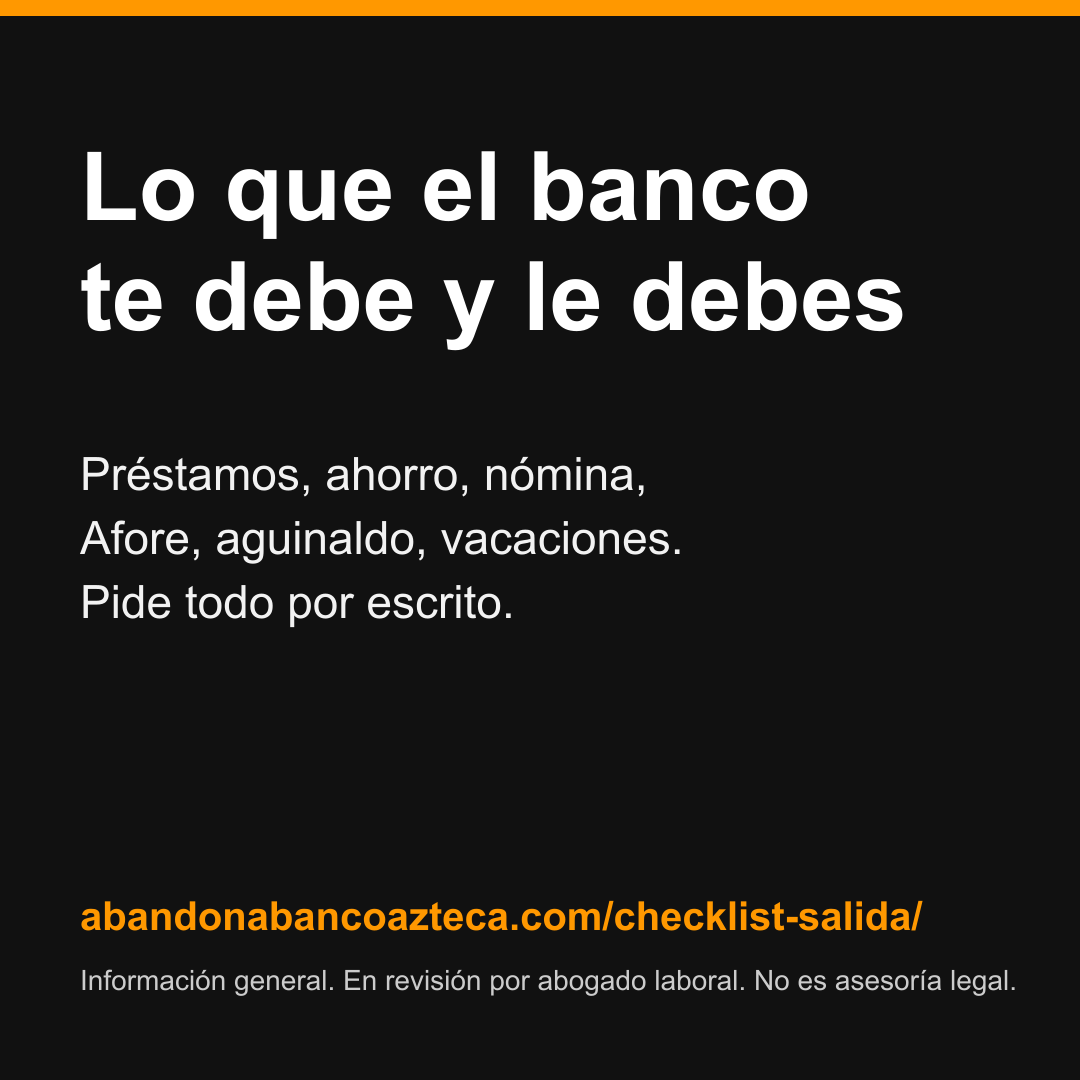 Lo que el banco
te debe y le debes
Préstamos, ahorro, nómina,
Afore, aguinaldo, vacaciones.
Pide todo por escrito.
abandonabancoazteca.com/checklist-salida/
Información general. En revisión por abogado laboral. No es asesoría legal.